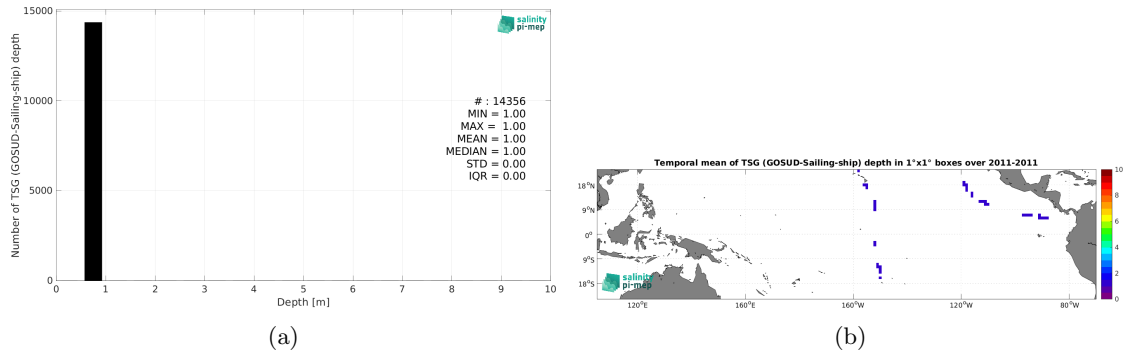 15000
10000
5000
0
Number of TSG (GOSUD-Sailing-ship) depth
salinity
pi-mep
# : 14356
MIN = 1.00
MAX = 1.00
MEAN = 1.00
MEDIAN = 1.00
STD = 0.00
IQR = 0.00
0 1 2 3 4 5 6 7 8 9 10
Depth [m]
(a)
Temporal mean of TSG (GOSUD-Sailing-ship) depth in 1°x1° boxes over 2011-2011
18°N
9°N
0°
9°S
18°S
salinity
pi-mep
120°E 160°E 160°W 120°W 80°W
10
8
6
4
2
0
(b)